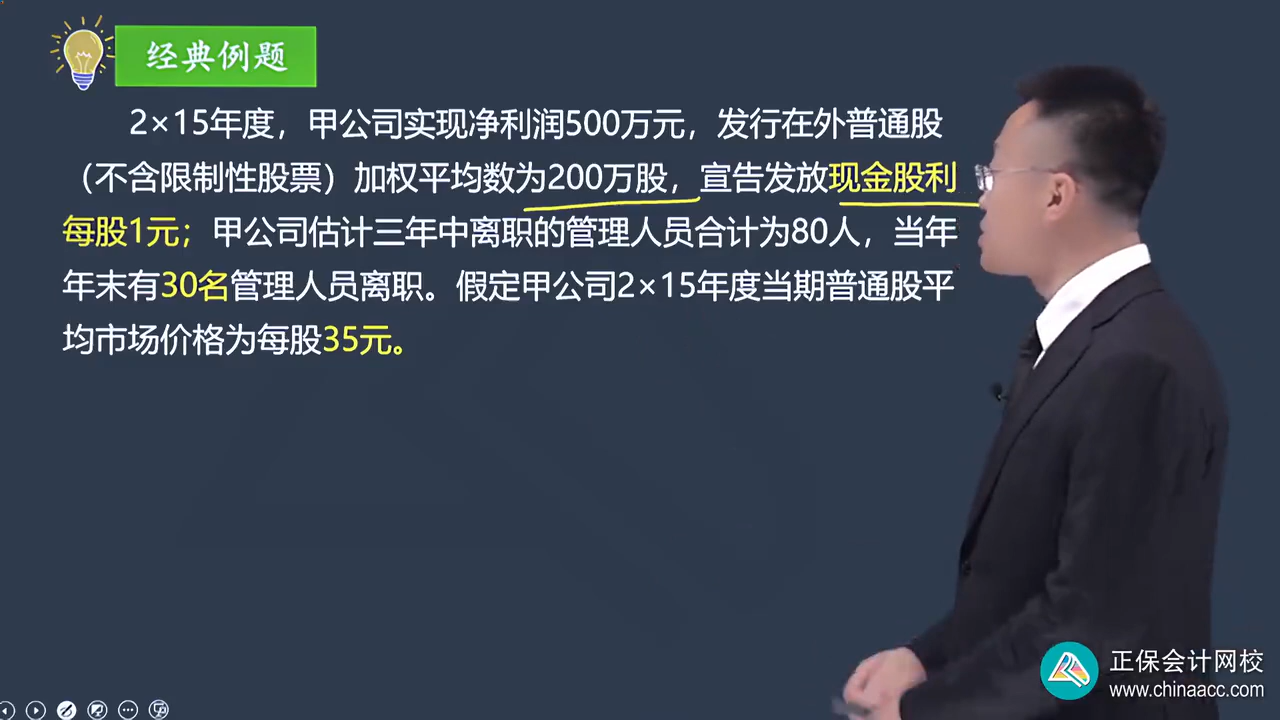 经典例题
2×15年度，甲公司实现净利润500万元，发行在外普通股
（不含限制性股票）加权平均数为200万股，宣告发放现金股利
每股1元；甲公司估计三年中离职的管理人员合计为80人，当年
年末有30名管理人员离职。假定甲公司2×15年度当期普通股平
均市场价格为每股35元。
正保会计网校
www.chinaacc.com